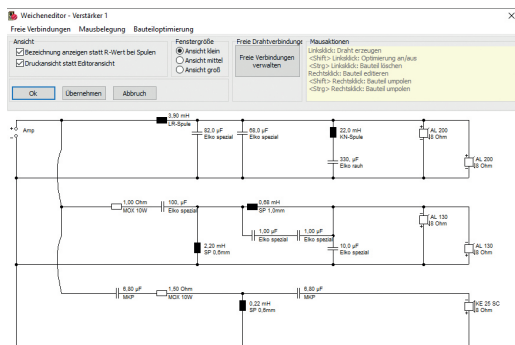 Weicheneditor - Verstärker 1
Freie Verbindungen Mausbelegung Bauteiloptimierung
Ansicht
Bezeichnung anzeigen statt R-Wert bei Spulen
Druckansicht statt Editoransicht
Ok Übernehmen Abbruch
Fenstergröße
Ansicht klein
Ansicht mittel
Ansicht groß
Freie Drahtverbindunge
Freie Verbindungen
verwalten
Mausaktionen
Linksklick: Draht erzeugen
<Shift> Linksklick: Optimierung an/aus
<Strg> Linksklick: Bauteil löschen
Rechtsklick: Bauteil editieren
<Shift> Rechtsklick: Bauteil umpolen
<Strg> Rechtsklick: Bauteil umpolen
Amp
3,90 mH
LR-Spule
82,0 µF
Elko spezial
68,0 µF
Elko spezial
22,0 mH
KN-Spule
330, µF
Elko rauh
AL 200
8 Ohm
AL 200
8 Ohm
1,00 Ohm
MOX 10W
100, µF
Elko spezial
0,68 mH
SP 1,0mm
2,20 mH
SP 0,6mm
1,00 µF
Elko spezial
1,00 µF
Elko spezial
10,0 µF
Elko spezial
AL 130
8 Ohm
AL 130
8 Ohm
6,80 µF
MKP
1,50 Ohm
MOX 10W
0,22 mH
SP 0,6mm
6,80 µF
MKP
KE 25 SC
8 Ohm